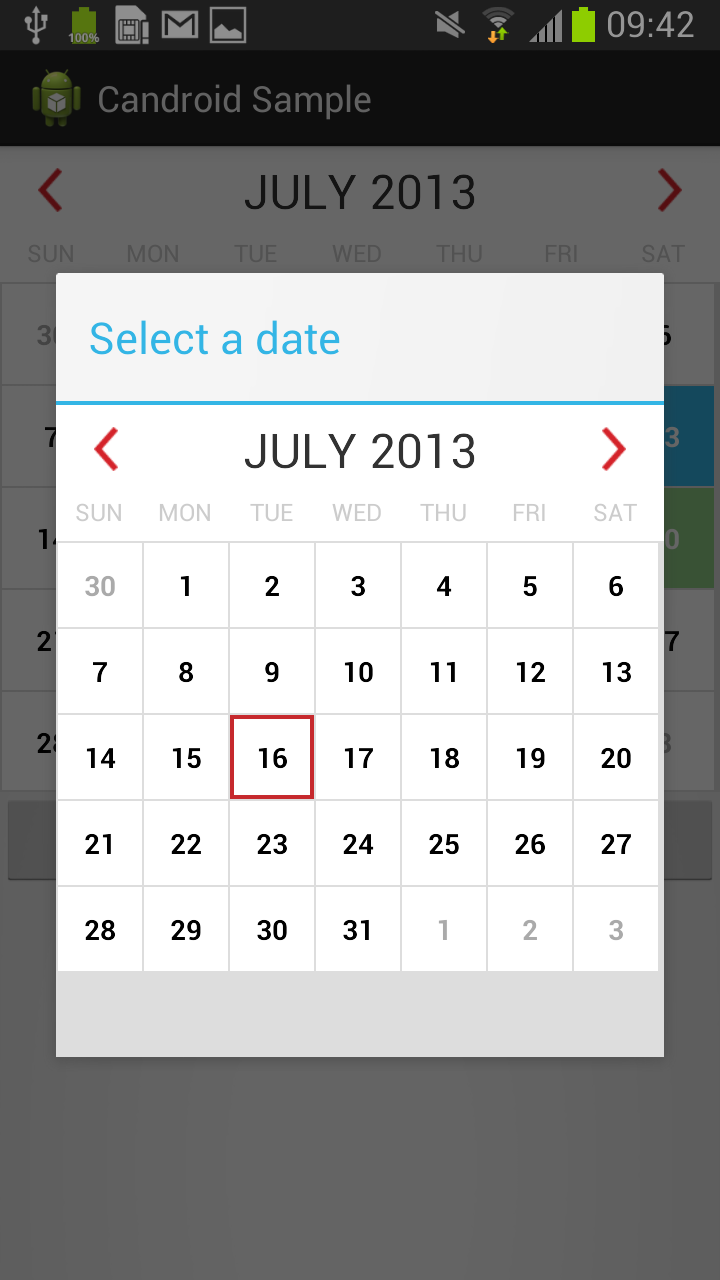 100% 09:42
Candroid Sample
JULY 2013
SUN MON TUE WED THU FRI SAT
Select a date
JULY 2013
SUN MON TUE WED THU FRI SAT
30 1 2 3 4 5 6
7 8 9 10 11 12 13
14 15 16 17 18 19 20
21 22 23 24 25 26 27
28 29 30 31 1 2 3